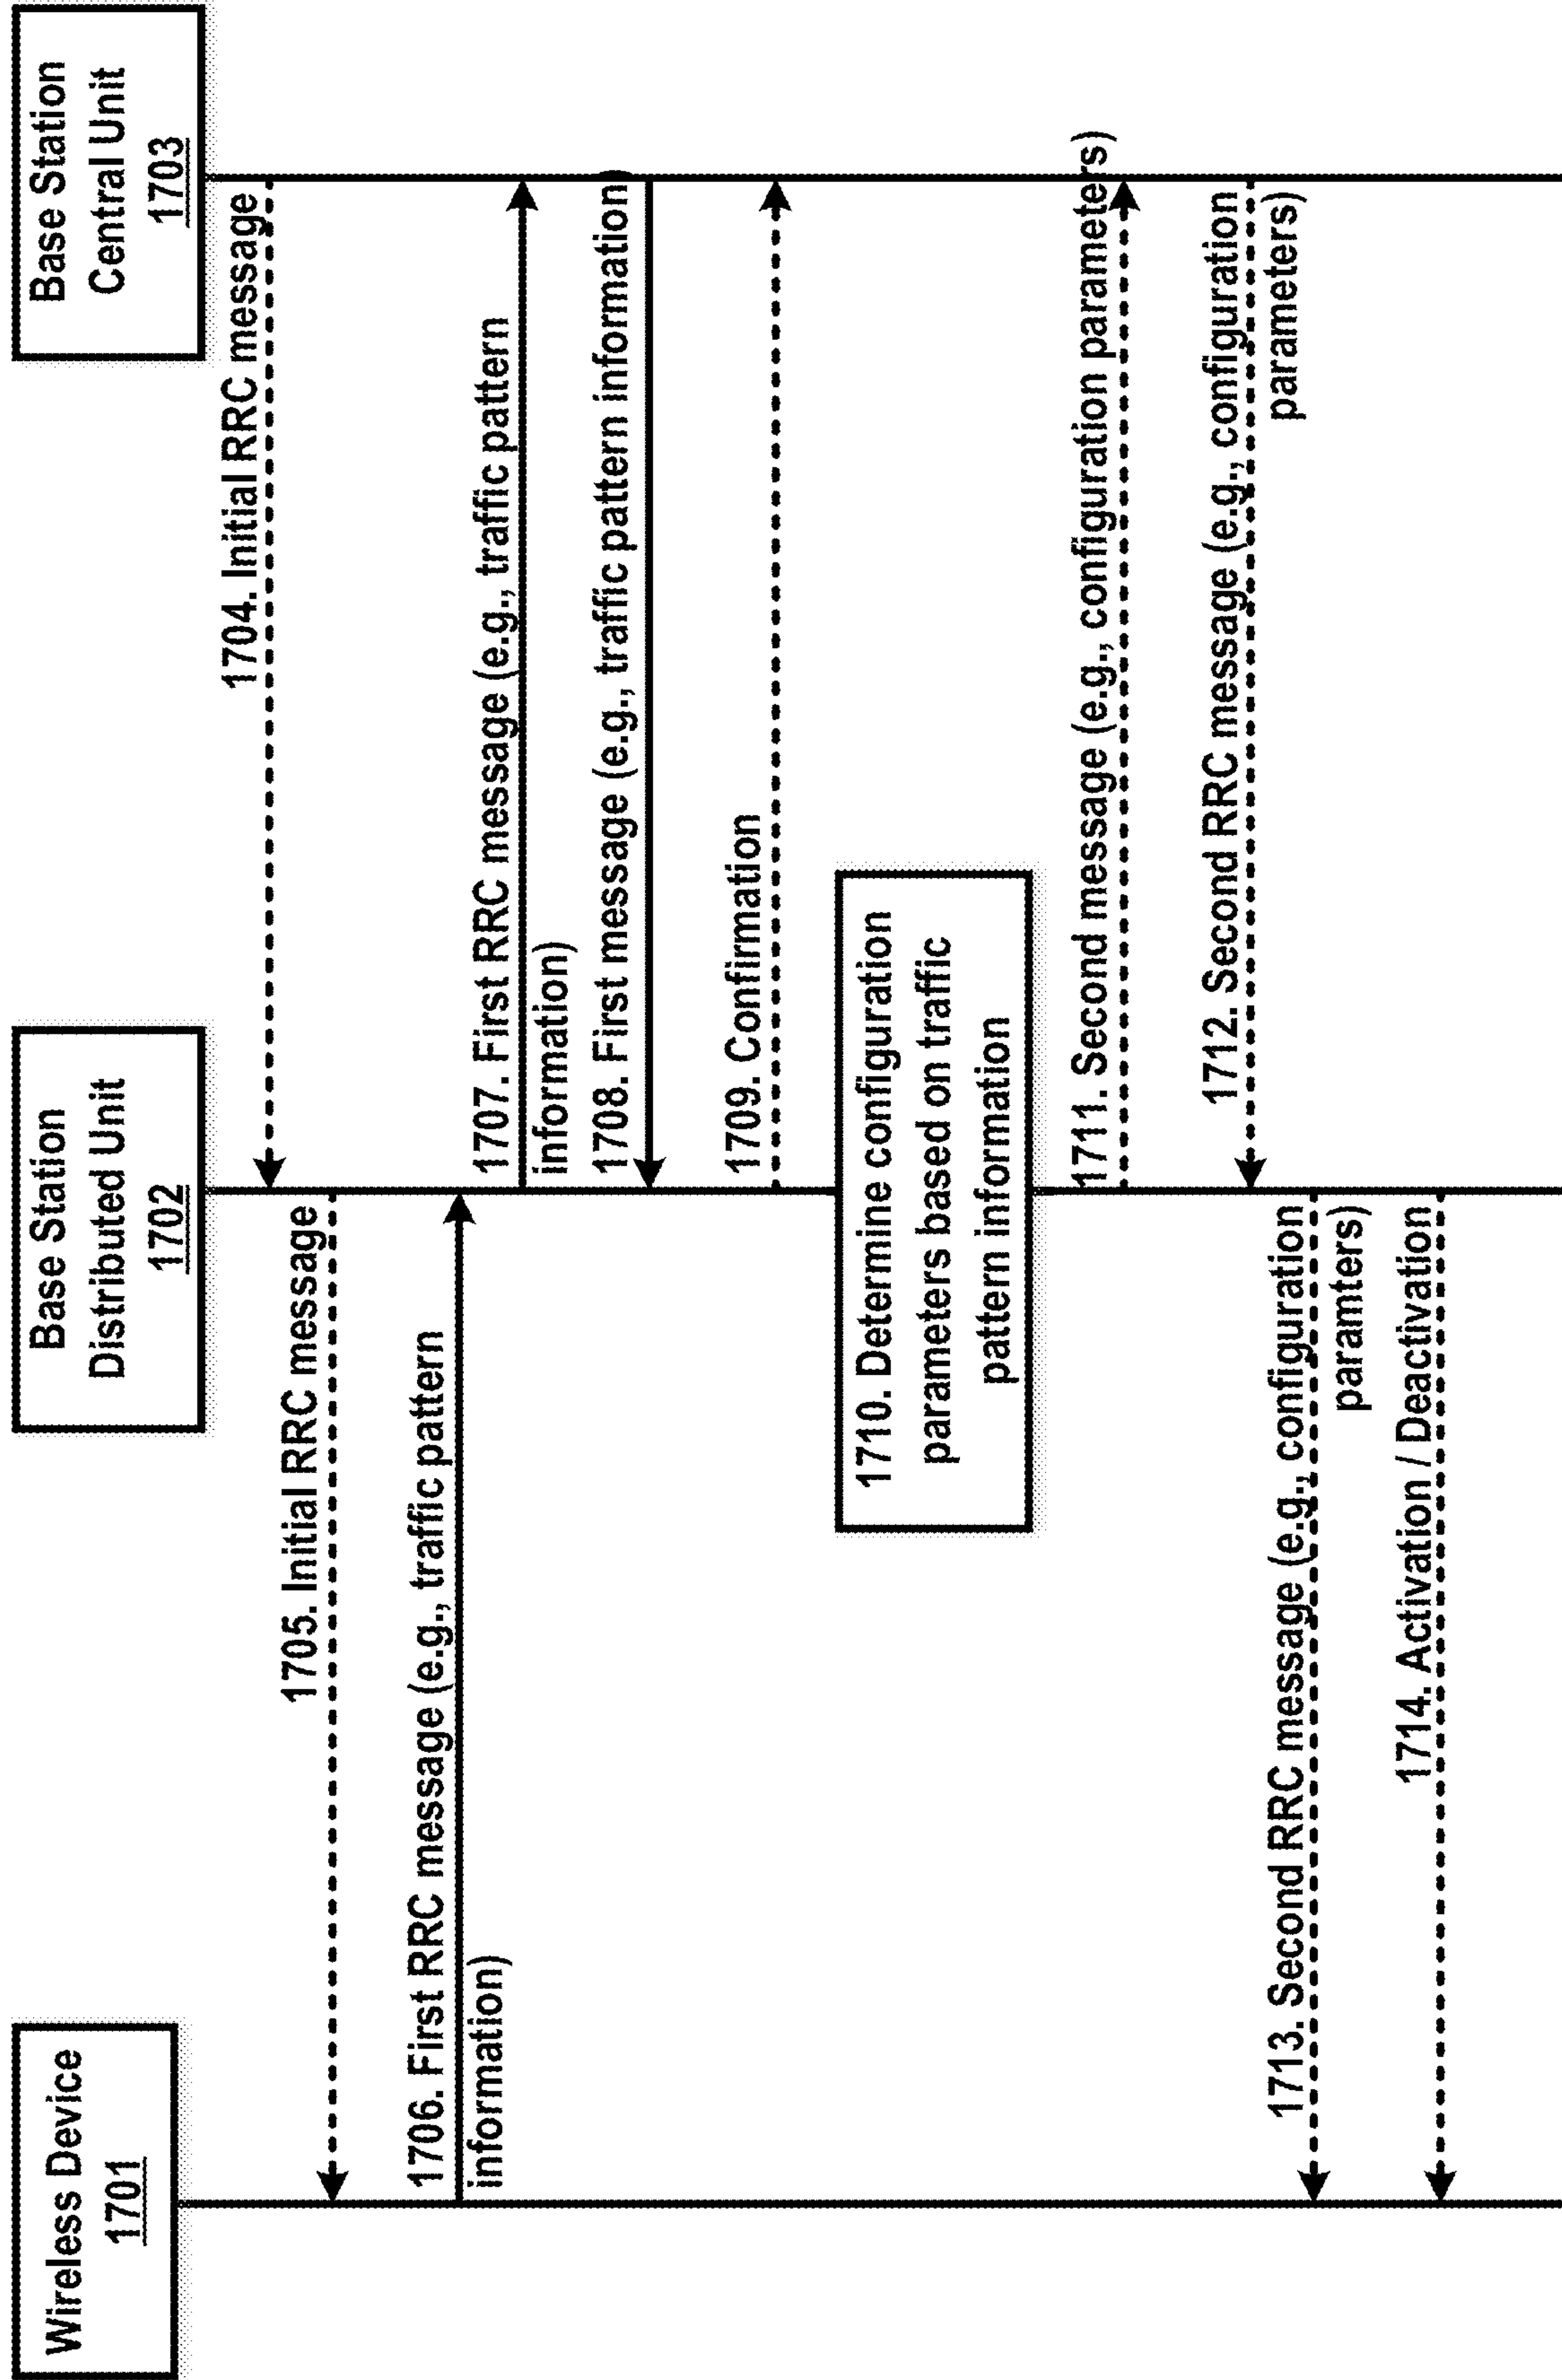 Wireless Device
1701
Base Station
Distributed Unit
1702
Base Station
Central Unit
1703
1704. Initial RRC message
1705. Initial RRC message
1706. First RRC message (e.g., traffic pattern
information)
1707. First RRC message (e.g., traffic pattern
information)
1708. First message (e.g., traffic pattern information)
1709. Confirmation
1710. Determine configuration
parameters based on traffic
pattern information
1711. Second message (e.g., configuration parameters)
1712. Second RRC message (e.g., configuration
parameters)
1713. Second RRC message (e.g., configuration
paramters)
1714. Activation / Deactivation